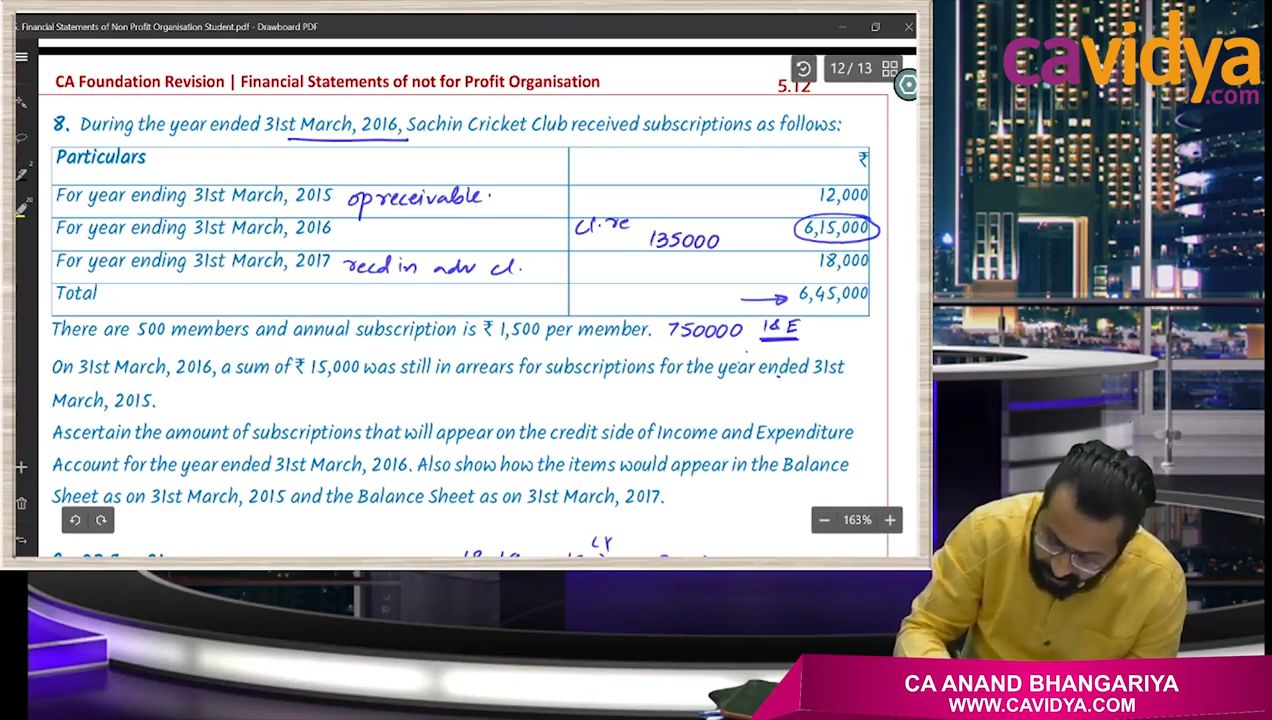 . Financial Statements of Non Profit Organisation Student.pdf - Drawboard PDF
CA Foundation Revision | Financial Statements of not for Profit Organisation
12 / 13
5.12
cavidya
.com
8. During the year ended 31st March, 2016, Sachin Cricket Club received subscriptions as follows:
Particulars ₹
For year ending 31st March, 2015 op receivable. 12,000
For year ending 31st March, 2016 cl. re 135000 6,15,000
For year ending 31st March, 2017 recd in adv cl. 18,000
Total 6,45,000
There are 500 members and annual subscription is ₹ 1,500 per member. 750000 I & E
On 31st March, 2016, a sum of ₹ 15,000 was still in arrears for subscriptions for the year ended 31st
March, 2015.
Ascertain the amount of subscriptions that will appear on the credit side of Income and Expenditure
Account for the year ended 31st March, 2016. Also show how the items would appear in the Balance
Sheet as on 31st March, 2015 and the Balance Sheet as on 31st March, 2017.
163%
CA ANAND BHANGARIYA
WWW.CAVIDYA.COM